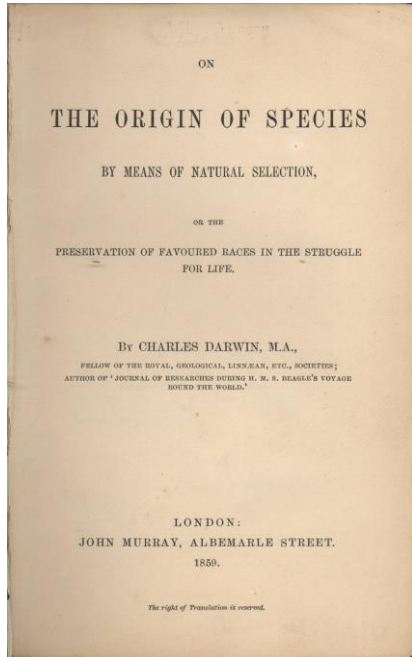 ON
THE ORIGIN OF SPECIES
BY MEANS OF NATURAL SELECTION,
OR THE
PRESERVATION OF FAVOURED RACES IN THE STRUGGLE
FOR LIFE.
BY CHARLES DARWIN, M.A.,
FELLOW OF THE ROYAL, GEOLOGICAL, LINNÆAN, ETC., SOCIETIES;
AUTHOR OF 'JOURNAL OF RESEARCHES DURING H. M. S. BEAGLE'S VOYAGE
ROUND THE WORLD.'
LONDON:
JOHN MURRAY, ALBEMARLE STREET.
1859.
The right of Translation is reserved.